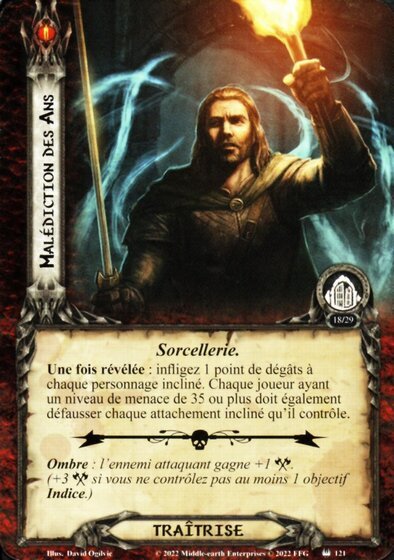 Malédiction des Ans
18/29
Sorcellerie.
Une fois révélée : infligez 1 point de dégâts à
chaque personnage incliné. Chaque joueur ayant
un niveau de menace de 35 ou plus doit également
défausser chaque attachement incliné qu'il contrôle.
Ombre : l'ennemi attaquant gagne +1 .
(+3 si vous ne contrôlez pas au moins 1 objectif
Indice.)
TRAÎTRISE
Illus. David Ogilvie © 2022 Middle-earth Enterprises © 2022 FFG 121